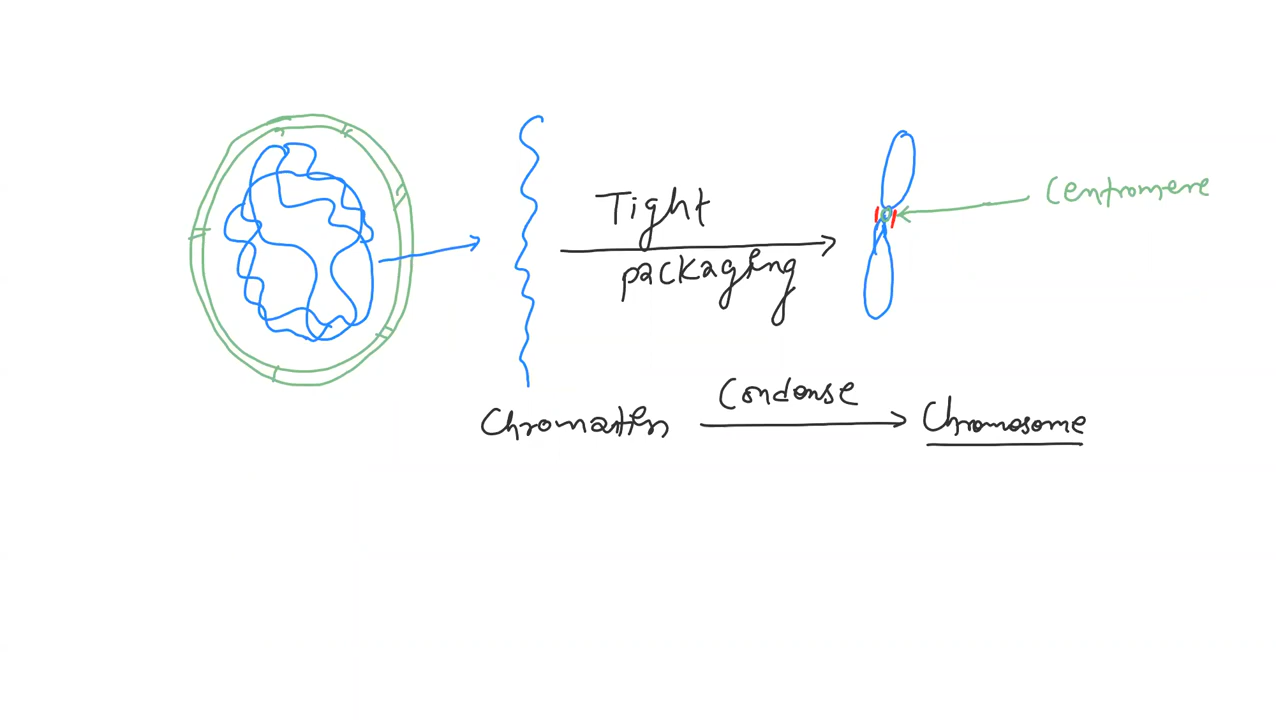 Tight
packaging
Centromere
Condense
Chromatin
Chromosome